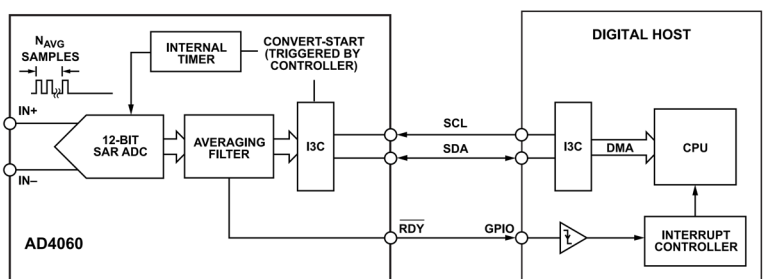 NAVG
SAMPLES
INTERNAL
TIMER
CONVERT-START
(TRIGGERED BY
CONTROLLER)
DIGITAL HOST
IN+
IN–
12-BIT
SAR ADC
AVERAGING
FILTER
I3C
SCL
SDA
I3C
DMA
CPU
RDY
GPIO
INTERRUPT
CONTROLLER
AD4060